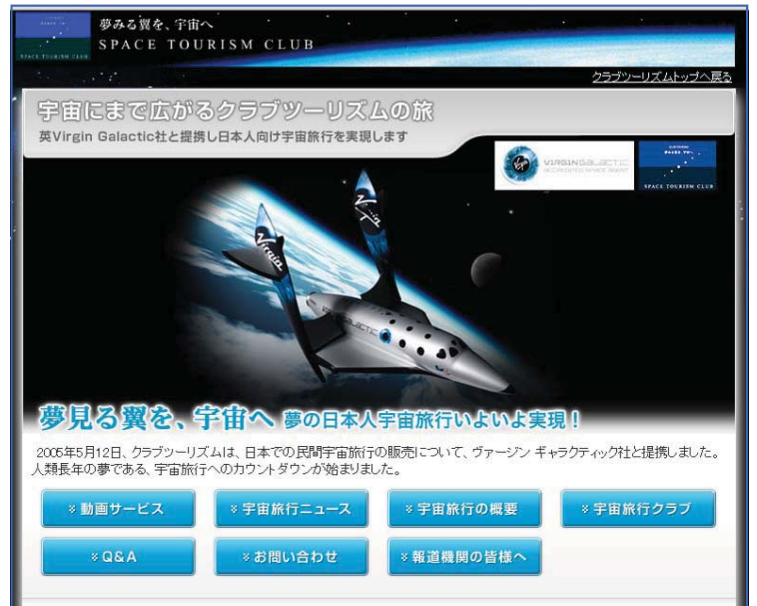 夢みる翼を、宇宙へ
SPACE TOURISM CLUB
SPACE TOURISM CLUB
クラブツーリズムトップへ戻る
宇宙にまで広がるクラブツーリズムの旅
英Virgin Galactic社と提携し日本人向け宇宙旅行を実現します
Virgin
VIRGINGALACTIC
ACCREDITED SPACE AGENT
SPACE TOURISM CLUB
Virgin
Virgin
VIRGIN GALACTIC
夢見る翼を、宇宙へ 夢の日本人宇宙旅行いよいよ実現！
2005年5月12日、クラブツーリズムは、日本での民間宇宙旅行の販売について、ヴァージン ギャラクティック社と提携しました。
人類長年の夢である、宇宙旅行へのカウントダウンが始まりました。
動画サービス
宇宙旅行ニュース
宇宙旅行の概要
宇宙旅行クラブ
Q&A
お問い合わせ
報道機関の皆様へ